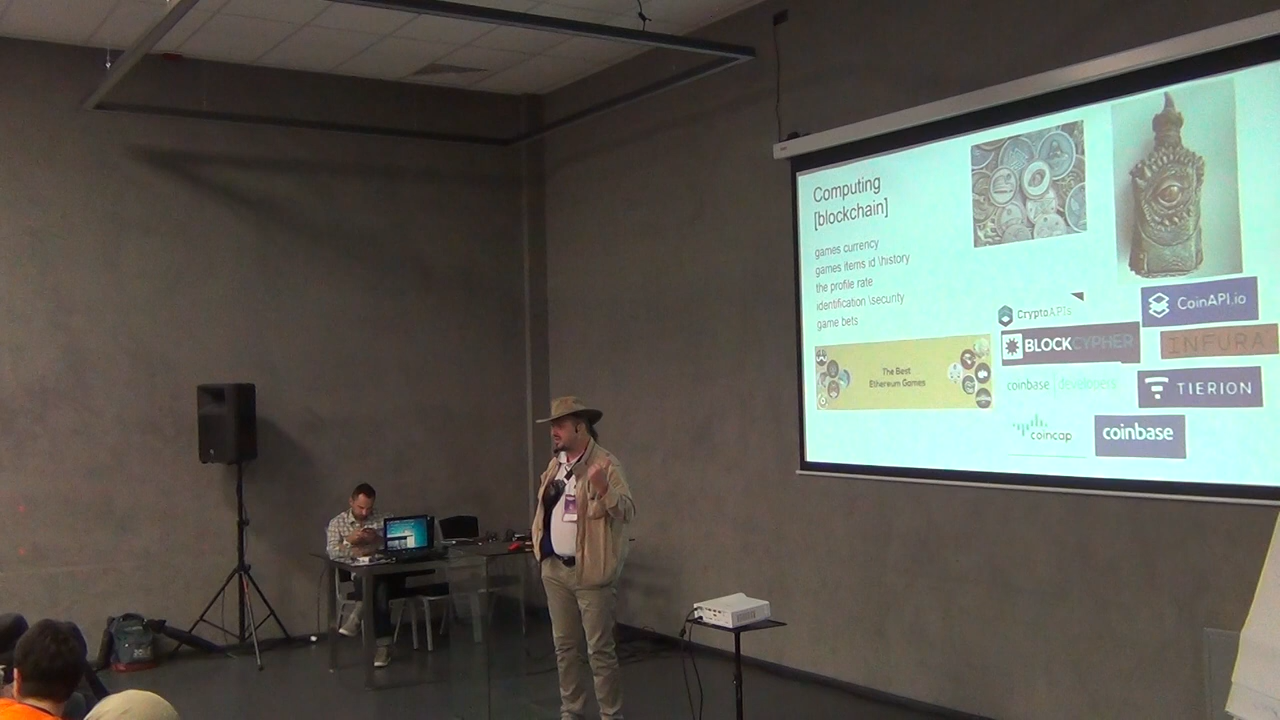 Computing
[blockchain]
games currency
games items id \history
the profile rate
identification \security
game bets
The Best
Ethereum Games
CryptoAPIs
CoinAPI.io
BLOCKCYPHER
INFURA
coinbase | developers
TIERION
coincap
coinbase